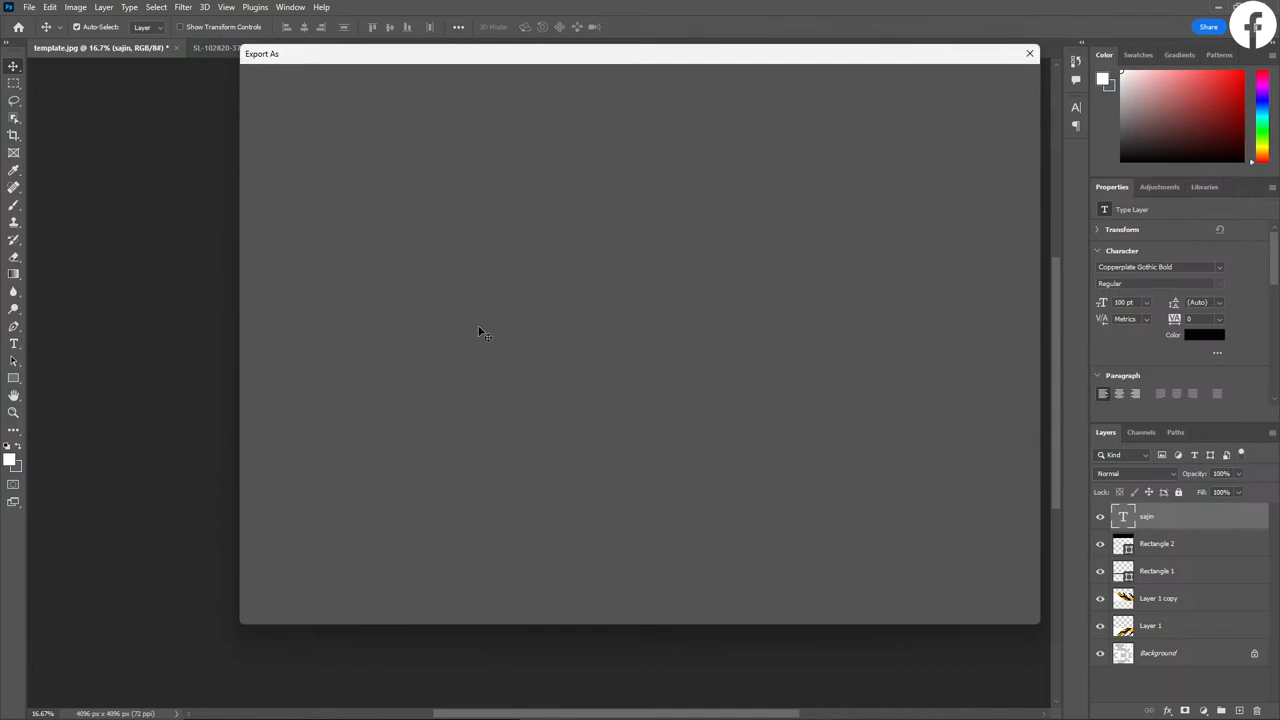 Ps File Edit Image Layer Type Select Filter 3D View Plugins Window Help
Auto-Select: Layer Show Transform Controls ••• 3D Mode: Share
template.jpg @ 16.7% (sajin, RGB/8#) * × SL-102820-3
Export As
Color Swatches Gradients Patterns
Properties Adjustments Libraries
T Type Layer
Transform
Character
Copperplate Gothic Bold
Regular
100 pt (Auto)
Metrics 0
Color
•••
Paragraph
Layers Channels Paths
Kind
Normal Opacity: 100%
Lock: Fill: 100%
T sajin
Rectangle 2
Rectangle 1
Layer 1 copy
Layer 1
Background
16.67% 4096 px x 4096 px (72 ppi)